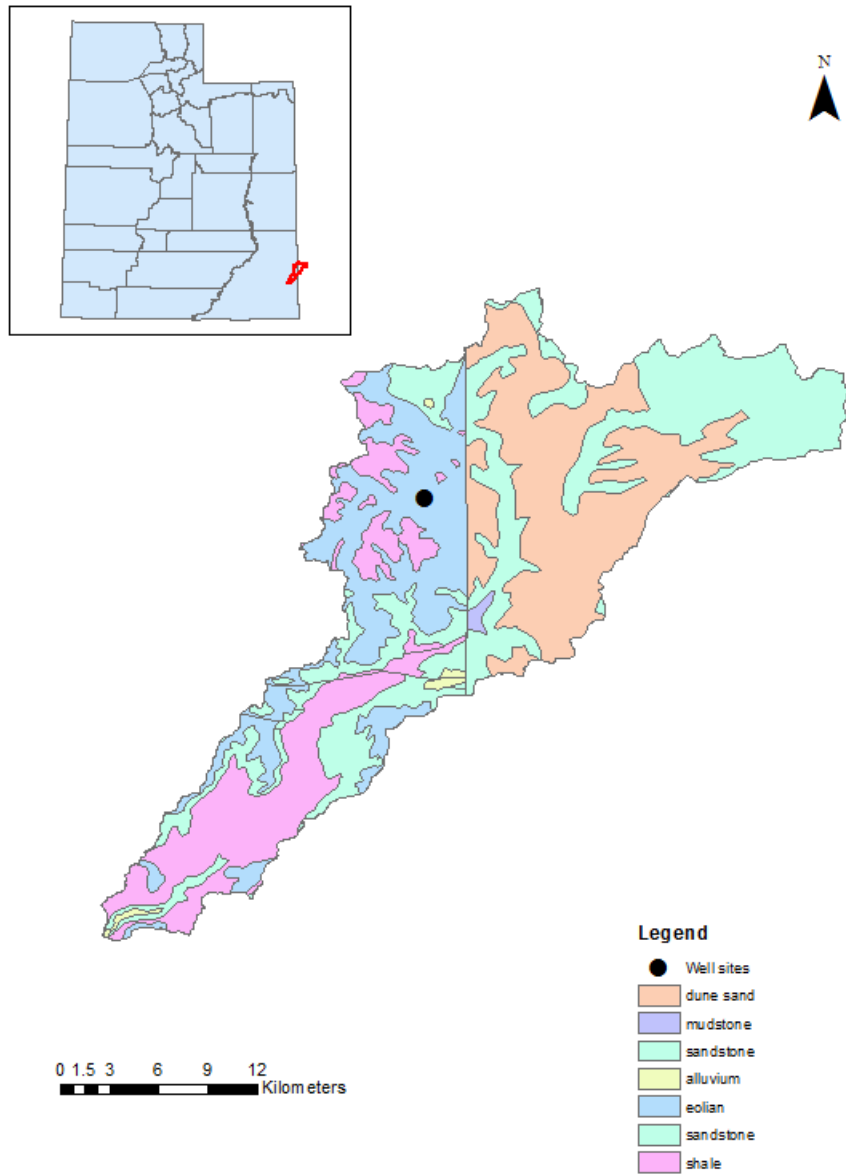 N
Legend
Well sites
dune sand
mudstone
sandstone
alluvium
eolian
sandstone
shale
0 1.5 3 6 9 12
Kilometers